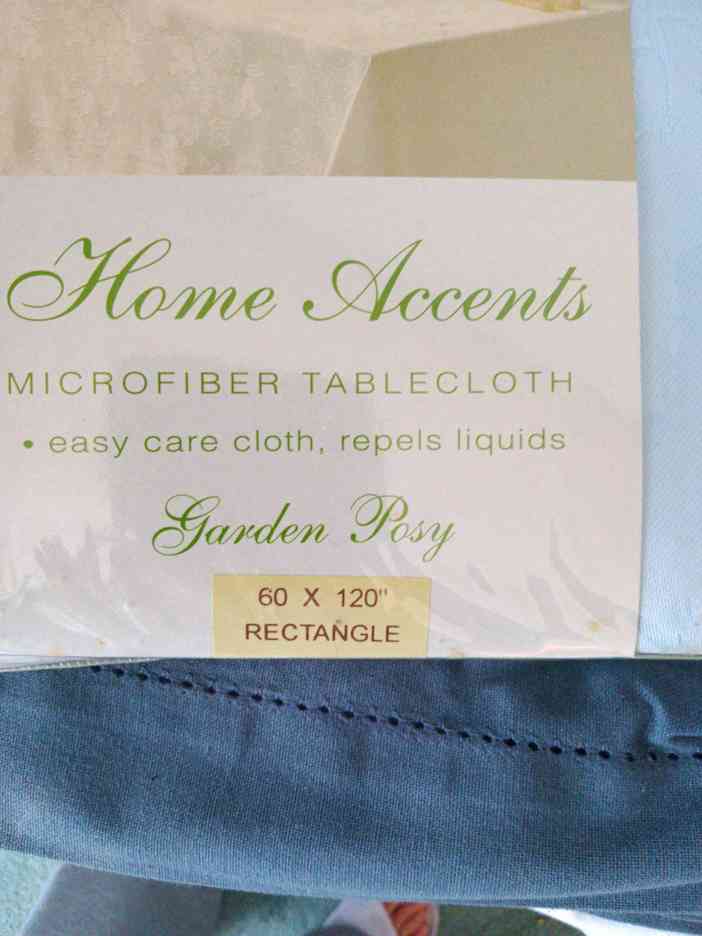 Home Accents
MICROFIBER TABLECLOTH
• easy care cloth, repels liquids
Garden Posy
60 X 120"
RECTANGLE